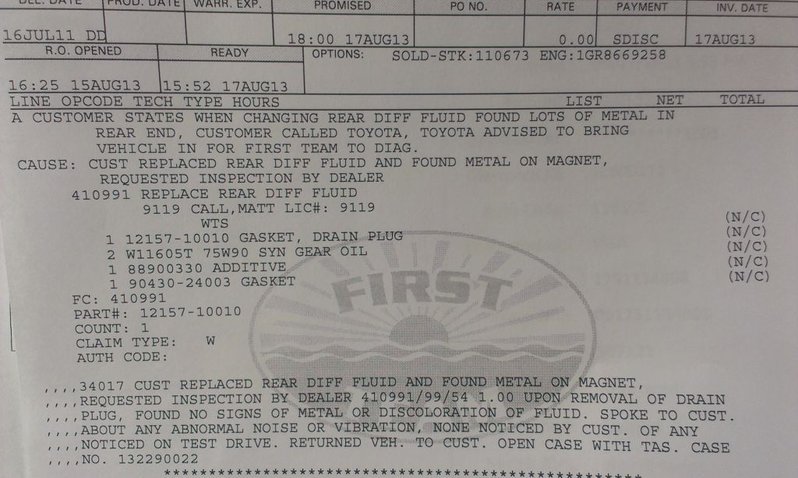 DEL. DATE PROD. DATE WARR. EXP. PROMISED PO NO. RATE PAYMENT INV. DATE
16JUL11 DD 18:00 17AUG13 0.00 SDISC 17AUG13
R.O. OPENED READY OPTIONS: SOLD-STK:110673 ENG:1GR8669258
16:25 15AUG13 15:52 17AUG13
LINE OPCODE TECH TYPE HOURS LIST NET TOTAL
A CUSTOMER STATES WHEN CHANGING REAR DIFF FLUID FOUND LOTS OF METAL IN
REAR END, CUSTOMER CALLED TOYOTA, TOYOTA ADVISED TO BRING
VEHICLE IN FOR FIRST TEAM TO DIAG.
CAUSE: CUST REPLACED REAR DIFF FLUID AND FOUND METAL ON MAGNET,
REQUESTED INSPECTION BY DEALER
410991 REPLACE REAR DIFF FLUID
9119 CALL,MATT LIC#: 9119
WTS (N/C)
1 12157-10010 GASKET, DRAIN PLUG (N/C)
2 W11605T 75W90 SYN GEAR OIL (N/C)
1 88900330 ADDITIVE (N/C)
1 90430-24003 GASKET (N/C)
FC: 410991
PART#: 12157-10010
COUNT: 1
CLAIM TYPE: W
AUTH CODE:
FIRST
,,,,34017 CUST REPLACED REAR DIFF FLUID AND FOUND METAL ON MAGNET,
,,,,REQUESTED INSPECTION BY DEALER 410991/99/54 1.00 UPON REMOVAL OF DRAIN
,,,,PLUG, FOUND NO SIGNS OF METAL OR DISCOLORATION OF FLUID. SPOKE TO CUST.
,,,,ABOUT ANY ABNORMAL NOISE OR VIBRATION, NONE NOTICED BY CUST. OF ANY
,,,,NOTICED ON TEST DRIVE. RETURNED VEH. TO CUST. OPEN CASE WITH TAS. CASE
,,,,NO. 132290022
*****************************************************